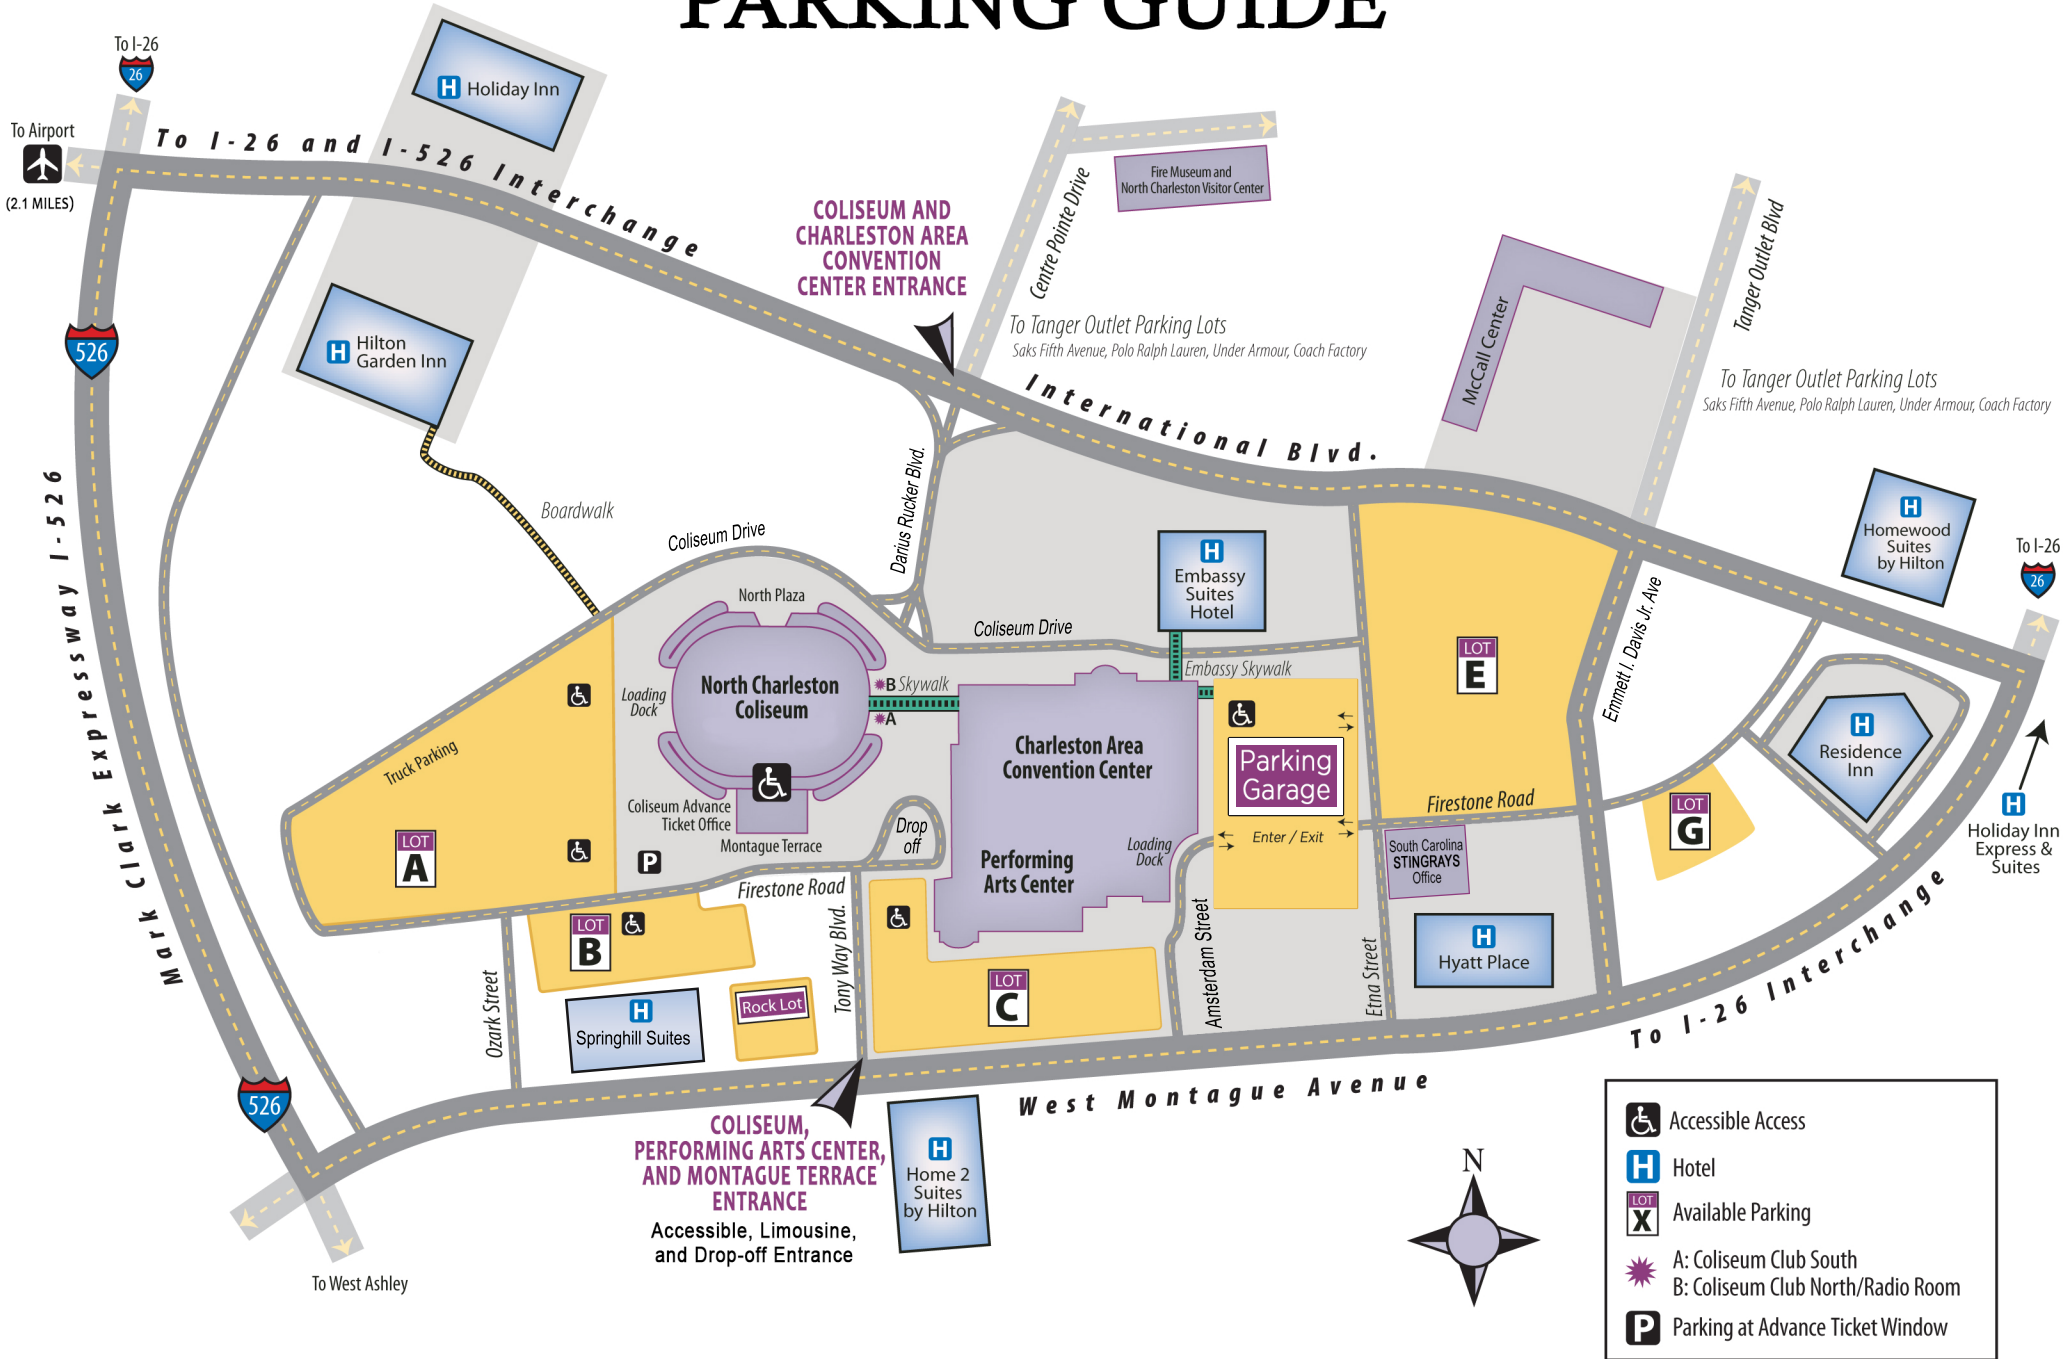 PARKING GUIDE
To I-26
26
To Airport
(2.1 MILES)
To I-26 and I-526 Interchange
H Holiday Inn
H Hilton
Garden Inn
526
Mark Clark Expressway I-526
Boardwalk
COLISEUM AND
CHARLESTON AREA
CONVENTION
CENTER ENTRANCE
Centre Pointe Drive
Fire Museum and
North Charleston Visitor Center
To Tanger Outlet Parking Lots
Saks Fifth Avenue, Polo Ralph Lauren, Under Armour, Coach Factory
International Blvd.
McCall Center
Tanger Outlet Blvd
To Tanger Outlet Parking Lots
Saks Fifth Avenue, Polo Ralph Lauren, Under Armour, Coach Factory
H
Homewood
Suites
by Hilton
To I-26
26
Coliseum Drive
Darius Rucker Blvd.
Coliseum Drive
H
Embassy
Suites
Hotel
Embassy Skywalk
North Plaza
Loading
Dock
North Charleston
Coliseum
B Skywalk
A
Charleston Area
Convention Center
Parking
Garage
Enter / Exit
LOT
E
Emmett I. Davis Jr. Ave
H
Residence
Inn
Truck Parking
LOT
A
Coliseum Advance
Ticket Office
Montague Terrace
P
Drop
off
Performing
Arts Center
Loading
Dock
Firestone Road
LOT
G
H
Holiday Inn
Express &
Suites
South Carolina
STINGRAYS
Office
Firestone Road
LOT
B
Tony Way Blvd.
LOT
C
Amsterdam Street
Etna Street
H
Hyatt Place
Ozark Street
H
Springhill Suites
Rock Lot
To I-26 Interchange
West Montague Avenue
526
COLISEUM,
PERFORMING ARTS CENTER,
AND MONTAGUE TERRACE
ENTRANCE
Accessible, Limousine,
and Drop-off Entrance
H
Home 2
Suites
by Hilton
To West Ashley
N
Accessible Access
H Hotel
LOT
X Available Parking
A: Coliseum Club South
B: Coliseum Club North/Radio Room
P Parking at Advance Ticket Window